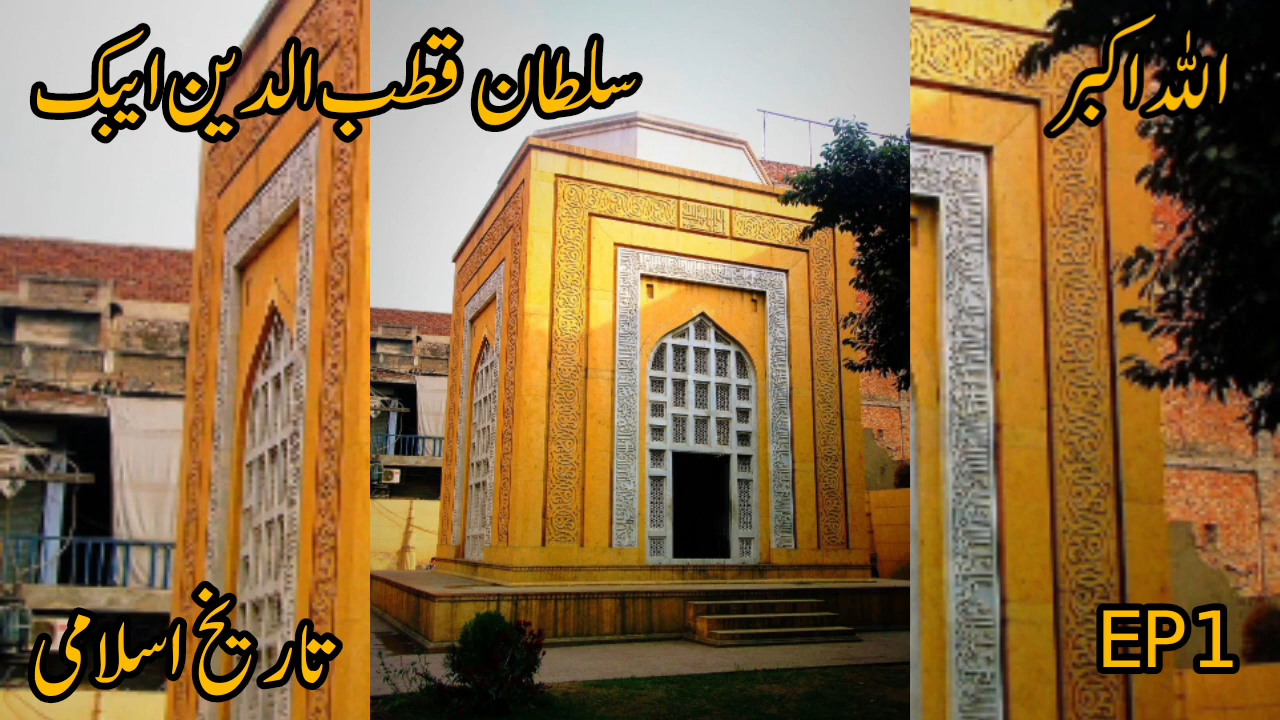 اللہ اکبر
سلطان قطب الدین ایبک
تاریخ اسلامی
EP1